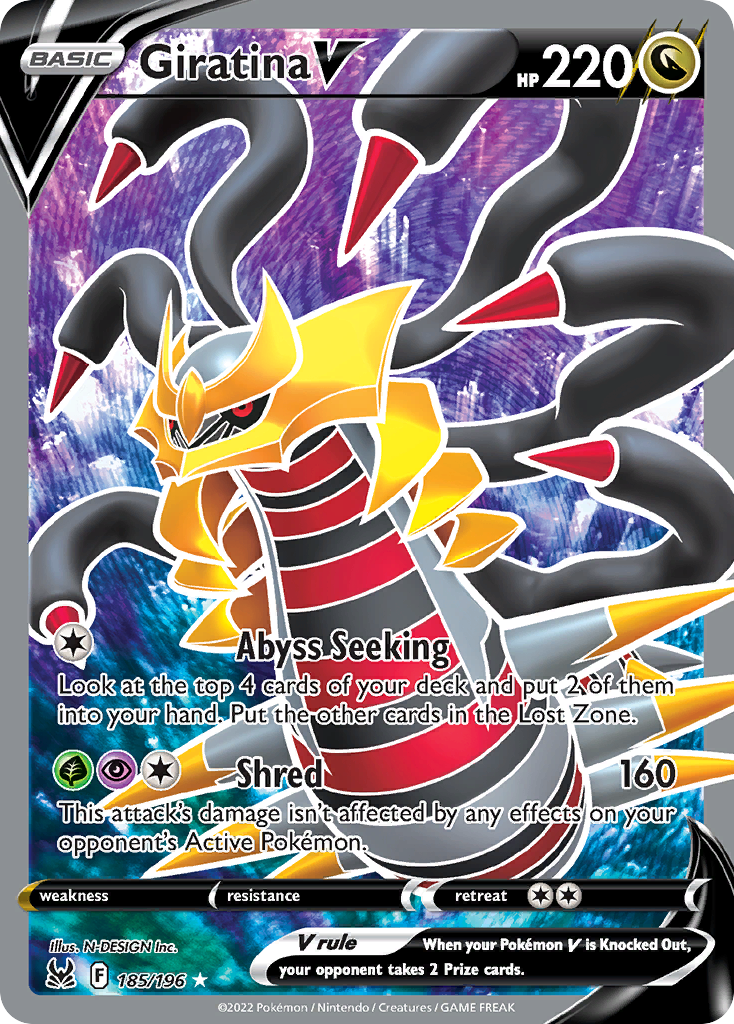 BASIC Giratina V HP 220
Abyss Seeking
Look at the top 4 cards of your deck and put 2 of them
into your hand. Put the other cards in the Lost Zone.
Shred 160
This attack's damage isn't affected by any effects on your
opponent's Active Pokémon.
weakness resistance retreat
Illus. N-DESIGN Inc.
F 185/196 ★
V rule When your Pokémon V is Knocked Out,
your opponent takes 2 Prize cards.
©2022 Pokémon / Nintendo / Creatures / GAME FREAK